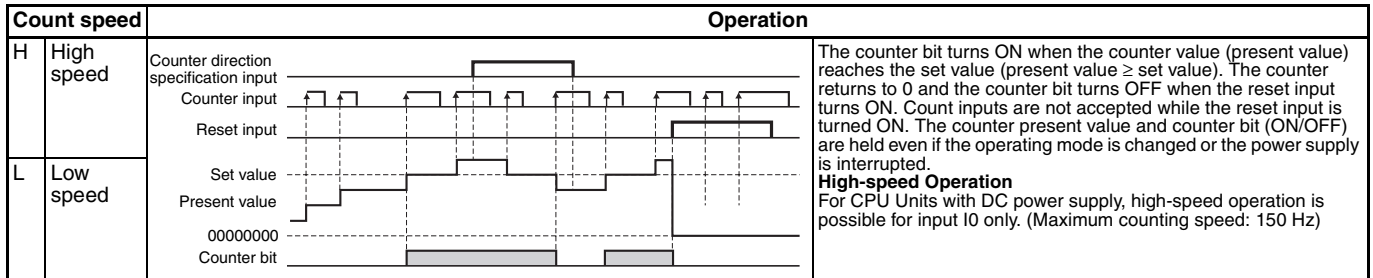 Count speed
Operation
H
High
speed
L
Low
speed
Counter direction
specification input
Counter input
Reset input
Set value
Present value
00000000
Counter bit
The counter bit turns ON when the counter value (present value)
reaches the set value (present value ≥ set value). The counter
returns to 0 and the counter bit turns OFF when the reset input
turns ON. Count inputs are not accepted while the reset input is
turned ON. The counter present value and counter bit (ON/OFF)
are held even if the operating mode is changed or the power supply
is interrupted.
High-speed Operation
For CPU Units with DC power supply, high-speed operation is
possible for input I0 only. (Maximum counting speed: 150 Hz)